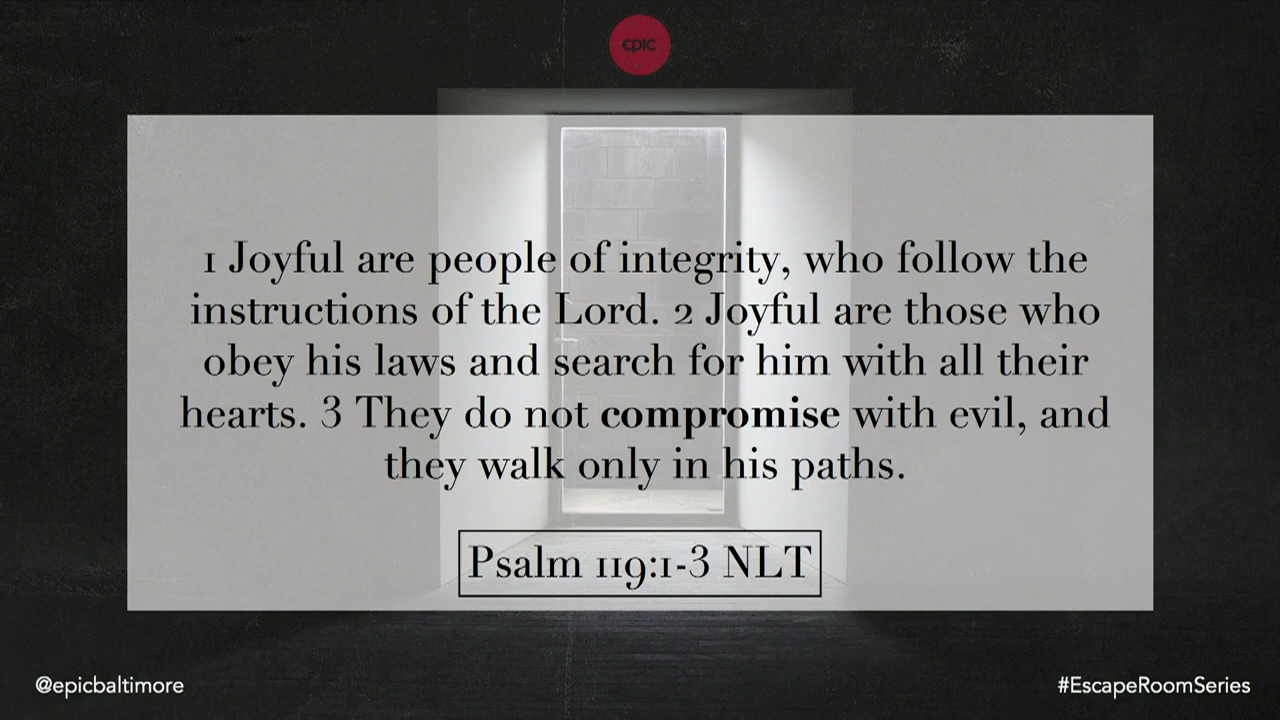 epic
1 Joyful are people of integrity, who follow the
instructions of the Lord. 2 Joyful are those who
obey his laws and search for him with all their
hearts. 3 They do not compromise with evil, and
they walk only in his paths.
Psalm 119:1-3 NLT
@epicbaltimore
#EscapeRoomSeries